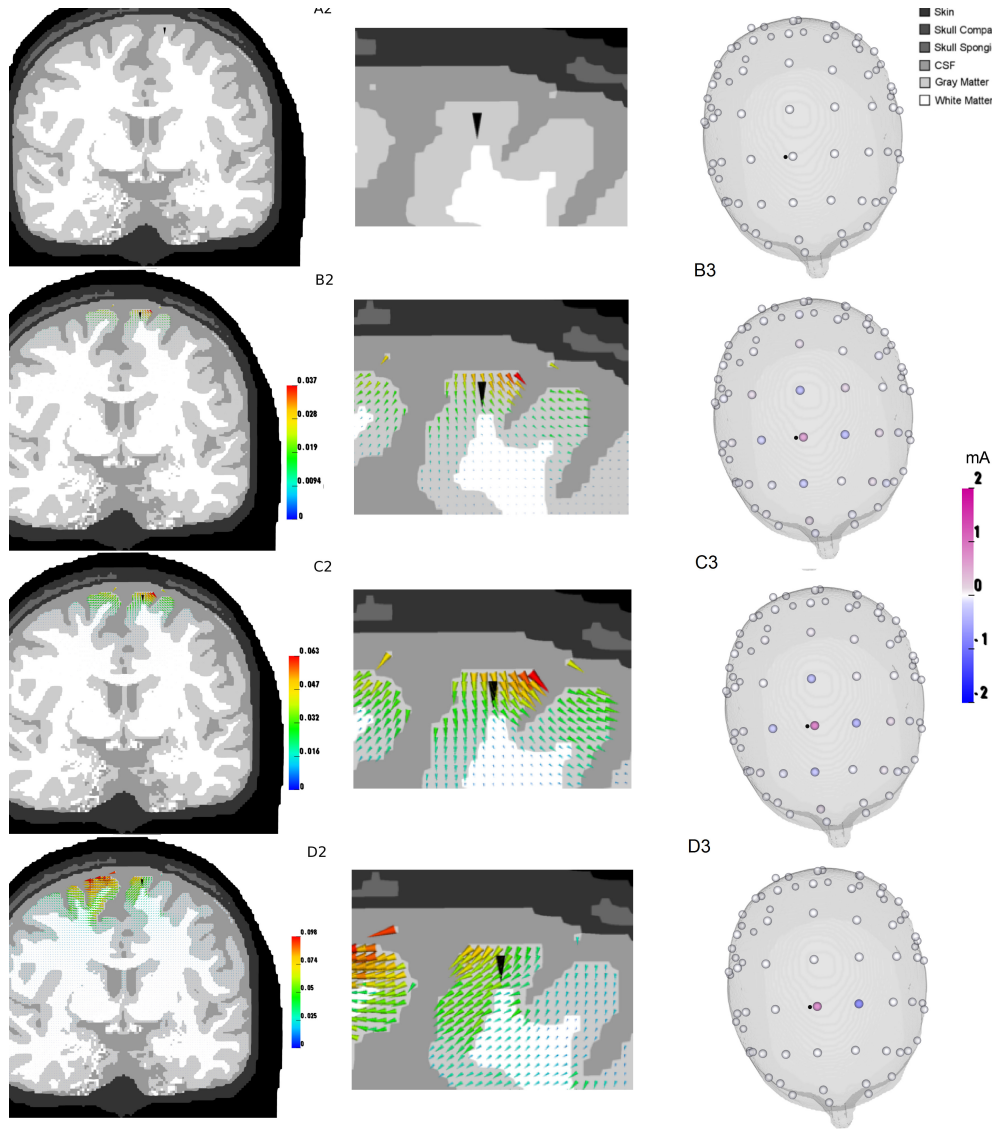 A2
Skin
Skull Compa
Skull Spongi
CSF
Gray Matter
White Matter
B2
B3
0.037
0.028
0.019
0.0094
0
mA
2
1
0
-1
-2
C2
C3
0.063
0.047
0.032
0.016
0
D2
D3
0.098
0.074
0.05
0.025
0